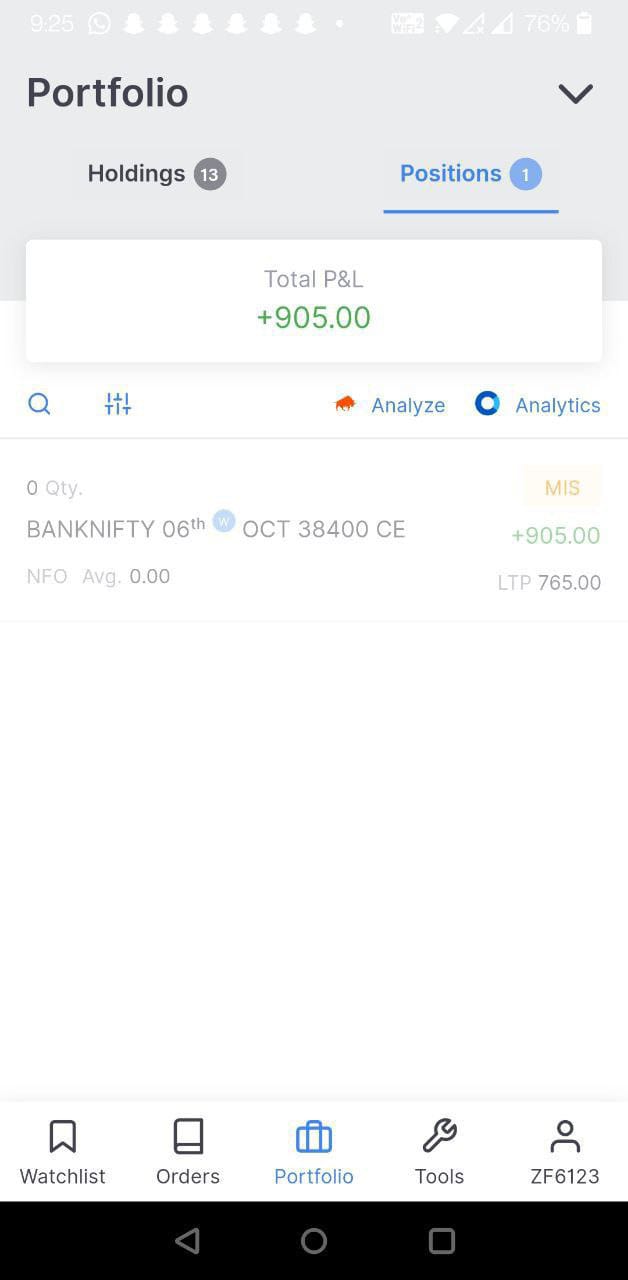 9:25 76%
Portfolio
Holdings 13 Positions 1
Total P&L
+905.00
Analyze Analytics
0 Qty. MIS
BANKNIFTY 06th W OCT 38400 CE +905.00
NFO Avg. 0.00 LTP 765.00
Watchlist Orders Portfolio Tools ZF6123